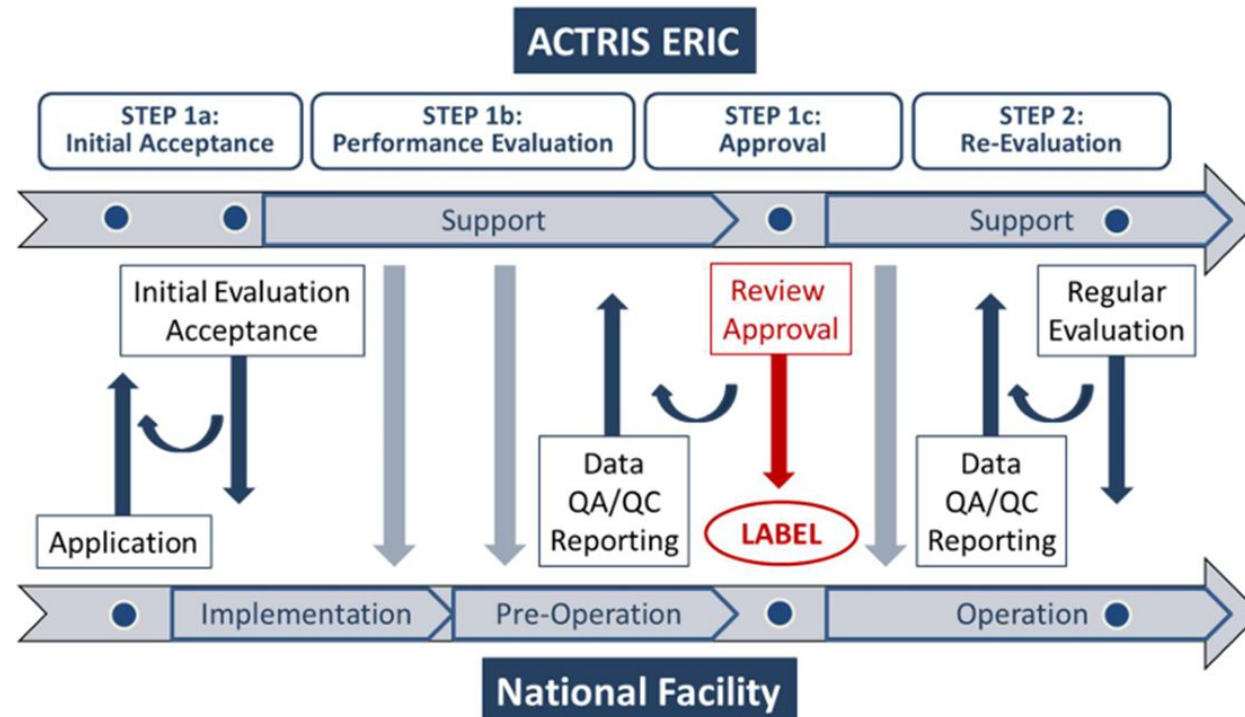 ACTRIS ERIC
STEP 1a:
Initial Acceptance
STEP 1b:
Performance Evaluation
STEP 1c:
Approval
STEP 2:
Re-Evaluation
Support
Support
Initial Evaluation
Acceptance
Review
Approval
Regular
Evaluation
Application
Data
QA/QC
Reporting
LABEL
Data
QA/QC
Reporting
Implementation
Pre-Operation
Operation
National Facility